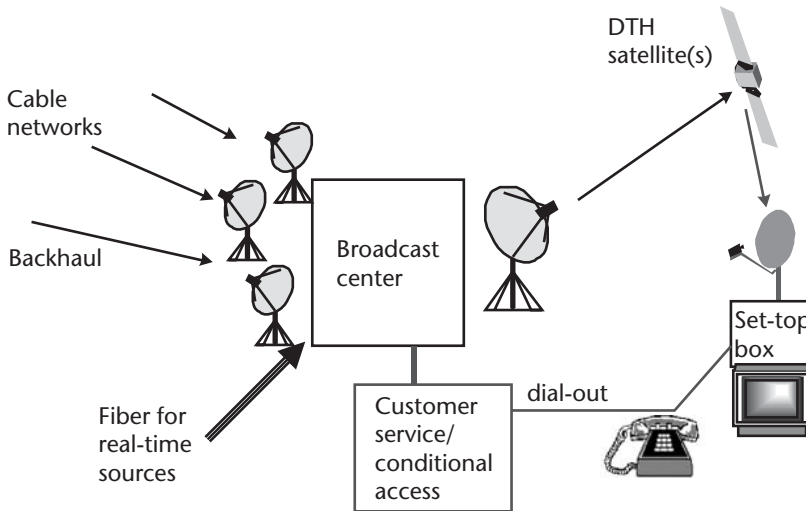 DTH
satellite(s)
Cable
networks
Backhaul
Broadcast
center
Set-top
box
Fiber for
real-time
sources
Customer
service/
conditional
access
dial-out